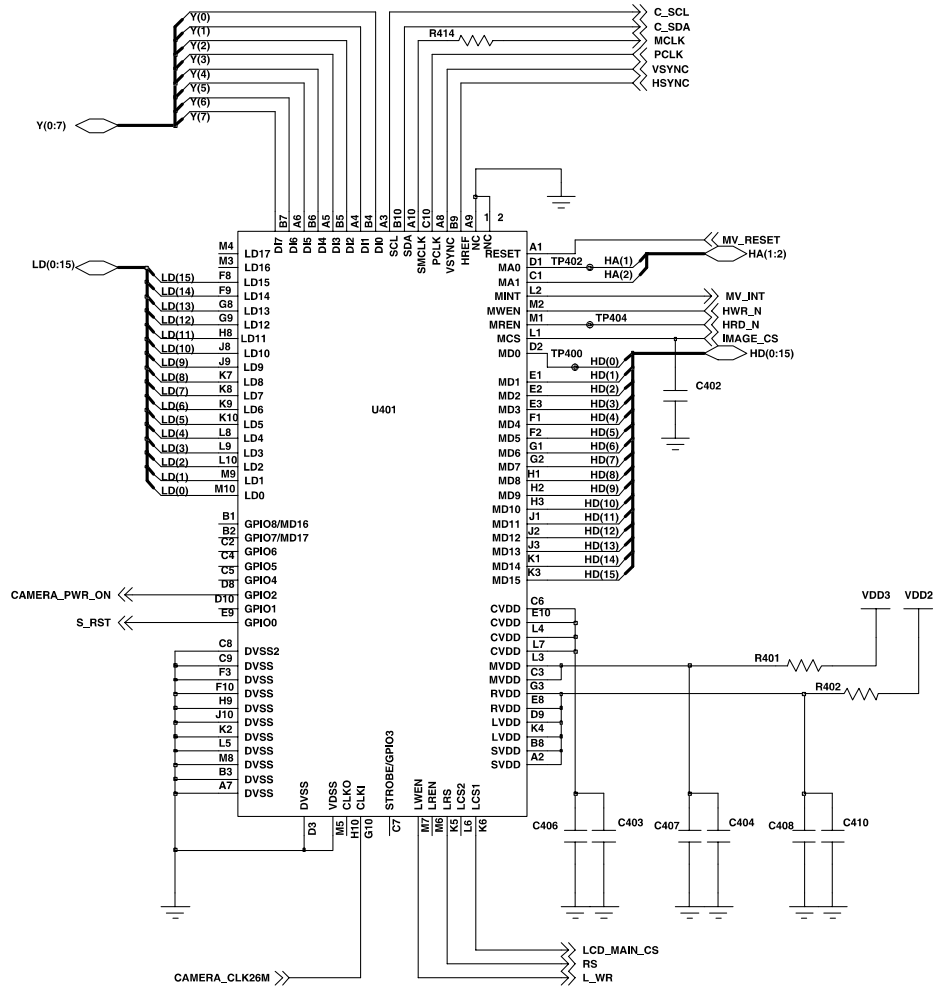 Y(0)
Y(1)
Y(2)
Y(3)
Y(4)
Y(5)
Y(6)
Y(7)
Y(0:7)
R414
C_SCL
C_SDA
MCLK
PCLK
VSYNC
HSYNC
B7 A6 B6 A5 B5 A4 B4 A3 B10 A10 C10 A8 B9 A9 1 2
DI7 DI6 DI5 DI4 DI3 DI2 DI1 DI0 SCL SDA SMCLK PCLK VSYNC HREF NC NC
LD(0:15)
M4 LD17
M3 LD16
LD(15) F8 LD15
LD(14) F9 LD14
LD(13) G8 LD13
LD(12) G9 LD12
LD(11) H8 LD11
LD(10) J8 LD10
LD(9) J9 LD9
LD(8) K7 LD8
LD(7) K8 LD7
LD(6) K9 LD6
LD(5) K10 LD5
LD(4) L8 LD4
LD(3) L9 LD3
LD(2) L10 LD2
LD(1) M9 LD1
LD(0) M10 LD0
B1 GPIO8/MD16
B2 GPIO7/MD17
C2 GPIO6
C4 GPIO5
C5 GPIO4
CAMERA_PWR_ON D8 GPIO2
D10 GPIO1
S_RST E9 GPIO0
C8 DVSS2
C9 DVSS
F3 DVSS
F10 DVSS
H9 DVSS
J10 DVSS
K2 DVSS
L5 DVSS
M8 DVSS
B3 DVSS
A7 DVSS
U401
RESET A1 MV_RESET
MA0 D1 TP402 HA(1) HA(1:2)
MA1 C1 HA(2)
MINT L2 MV_INT
MWEN M2 HWR_N
MREN M1 TP404 HRD_N
MCS L1 IMAGE_CS
MD0 D2 TP400 HD(0) HD(0:15)
MD1 E1 HD(1)
MD2 E2 HD(2)
MD3 E3 HD(3)
MD4 F1 HD(4)
MD5 F2 HD(5)
MD6 G1 HD(6)
MD7 G2 HD(7)
MD8 H1 HD(8)
MD9 H2 HD(9)
MD10 H3 HD(10)
MD11 J1 HD(11)
MD12 J2 HD(12)
MD13 J3 HD(13)
MD14 K1 HD(14)
MD15 K3 HD(15)
C402
CVDD C6
CVDD E10
CVDD L4
CVDD L7
MVDD L3
MVDD C3
RVDD G3
RVDD E8
LVDD D9
LVDD K4
SVDD B8
SVDD A2
VDD3
VDD2
R401
R402
C406
C403
C407
C404
C408
C410
DVSS VDSS CLKO CLKI STROBE/GPIO3 LWEN LREN LRS LCS2 LCS1
D3 M5 H10 G10 C7 M7 M6 K5 L6 K6
LCD_MAIN_CS
RS
L_WR
CAMERA_CLK26M